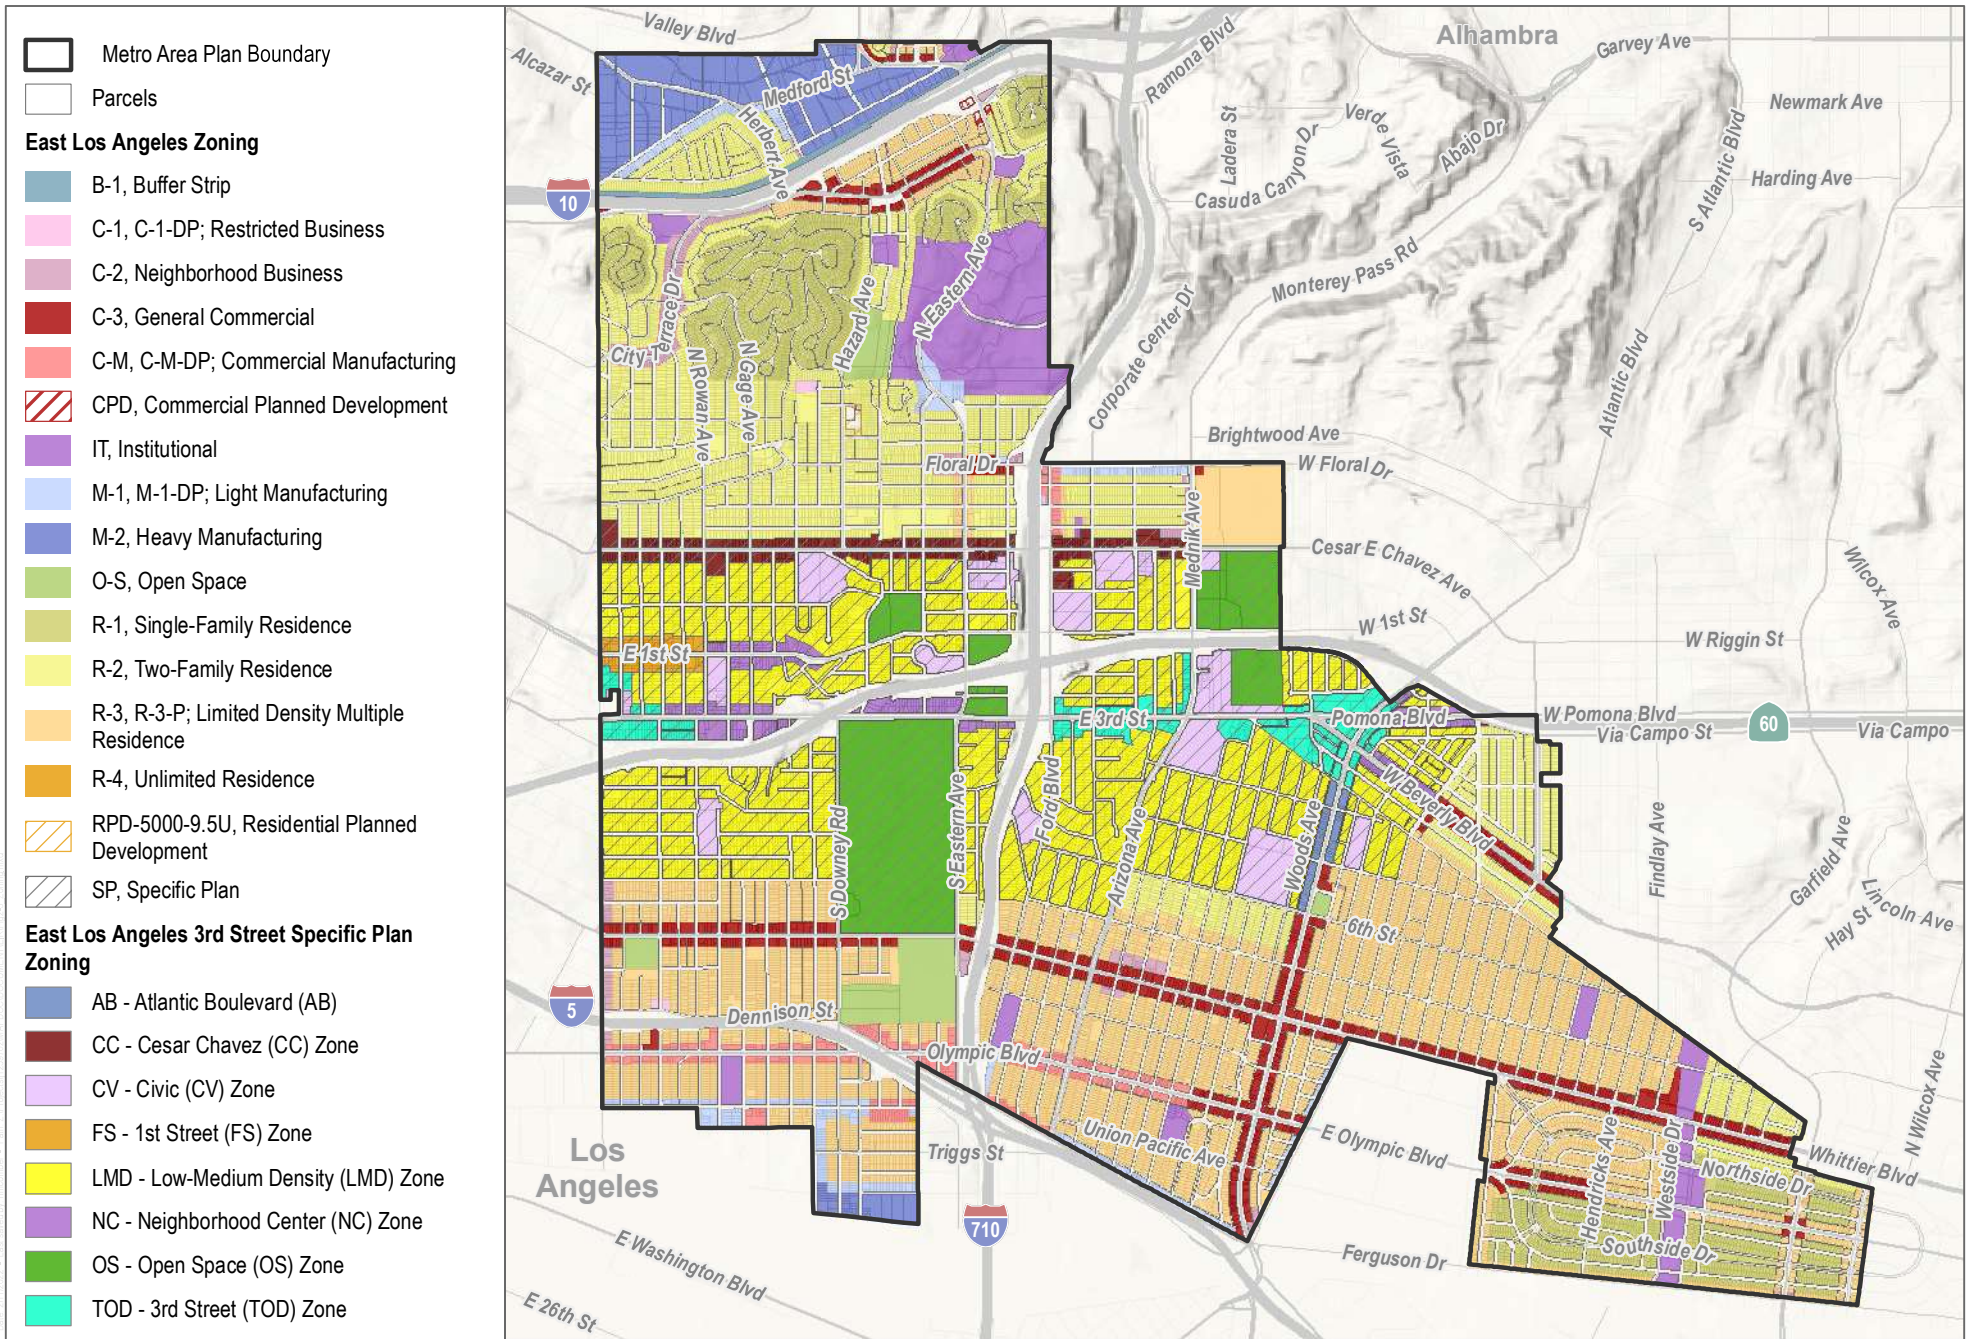 Metro Area Plan Boundary
Parcels
East Los Angeles Zoning
B-1, Buffer Strip
C-1, C-1-DP; Restricted Business
C-2, Neighborhood Business
C-3, General Commercial
C-M, C-M-DP; Commercial Manufacturing
CPD, Commercial Planned Development
IT, Institutional
M-1, M-1-DP; Light Manufacturing
M-2, Heavy Manufacturing
O-S, Open Space
R-1, Single-Family Residence
R-2, Two-Family Residence
R-3, R-3-P; Limited Density Multiple
Residence
R-4, Unlimited Residence
RPD-5000-9.5U, Residential Planned
Development
SP, Specific Plan
East Los Angeles 3rd Street Specific Plan
Zoning
AB - Atlantic Boulevard (AB)
CC - Cesar Chavez (CC) Zone
CV - Civic (CV) Zone
FS - 1st Street (FS) Zone
LMD - Low-Medium Density (LMD) Zone
NC - Neighborhood Center (NC) Zone
OS - Open Space (OS) Zone
TOD - 3rd Street (TOD) Zone
Valley Blvd
Alcazar St
Medford St
Herbert Ave
Ramona Blvd
Alhambra
Garvey Ave
Newmark Ave
Harding Ave
Ladera St
Verde Vista
Abajo Dr
Casuda Canyon Dr
S Atlantic Blvd
10
Monterey Pass Rd
N Eastern Ave
Hazard Ave
City Terrace Dr
N Rowan Ave
N Gage Ave
Corporate Center Dr
Atlantic Blvd
Brightwood Ave
Floral Dr
W Floral Dr
Mednik Ave
Cesar E Chavez Ave
Wilcox Ave
W 1st St
W Riggin St
E 1st St
E 3rd St
Pomona Blvd
W Pomona Blvd
Via Campo St
60
Via Campo
W Beverly Blvd
S Downey Rd
S Eastern Ave
Ford Blvd
Arizona Ave
Woods Ave
Findlay Ave
Garfield Ave
Lincoln Ave
Hay St
6th St
5
Dennison St
Olympic Blvd
Union Pacific Ave
Triggs St
Los
Angeles
710
E Olympic Blvd
Hendricks Ave
Westside Dr
Northside Dr
Southside Dr
Whittier Blvd
N Wilcox Ave
Ferguson Dr
E Washington Blvd
E 26th St